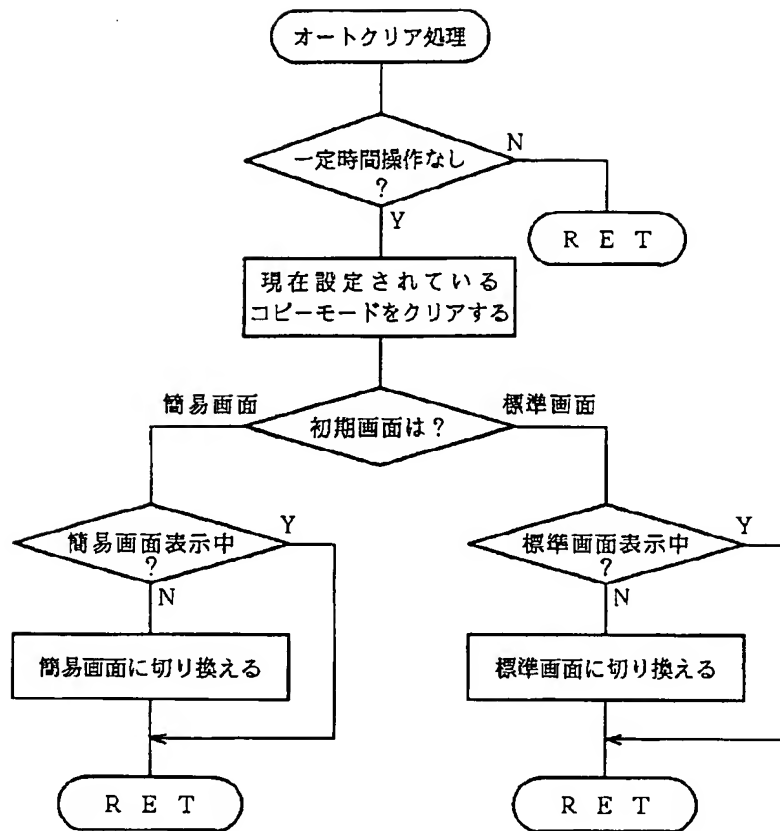 オートクリア処理
一定時間操作なし
?
N
Y
R E T
現在設定されている
コピーモードをクリアする
簡易画面
標準画面
初期画面は?
簡易画面表示中
?
Y
N
標準画面表示中
?
Y
N
簡易画面に切り換える
標準画面に切り換える
R E T
R E T